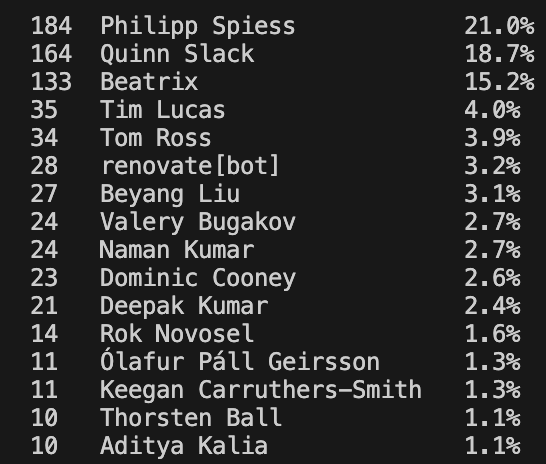 184 Philipp Spiess 21.0%
164 Quinn Slack 18.7%
133 Beatrix 15.2%
35 Tim Lucas 4.0%
34 Tom Ross 3.9%
28 renovate[bot] 3.2%
27 Beyang Liu 3.1%
24 Valery Bugakov 2.7%
24 Naman Kumar 2.7%
23 Dominic Cooney 2.6%
21 Deepak Kumar 2.4%
14 Rok Novosel 1.6%
11 Ólafur Páll Geirsson 1.3%
11 Keegan Carruthers-Smith 1.3%
10 Thorsten Ball 1.1%
10 Aditya Kalia 1.1%